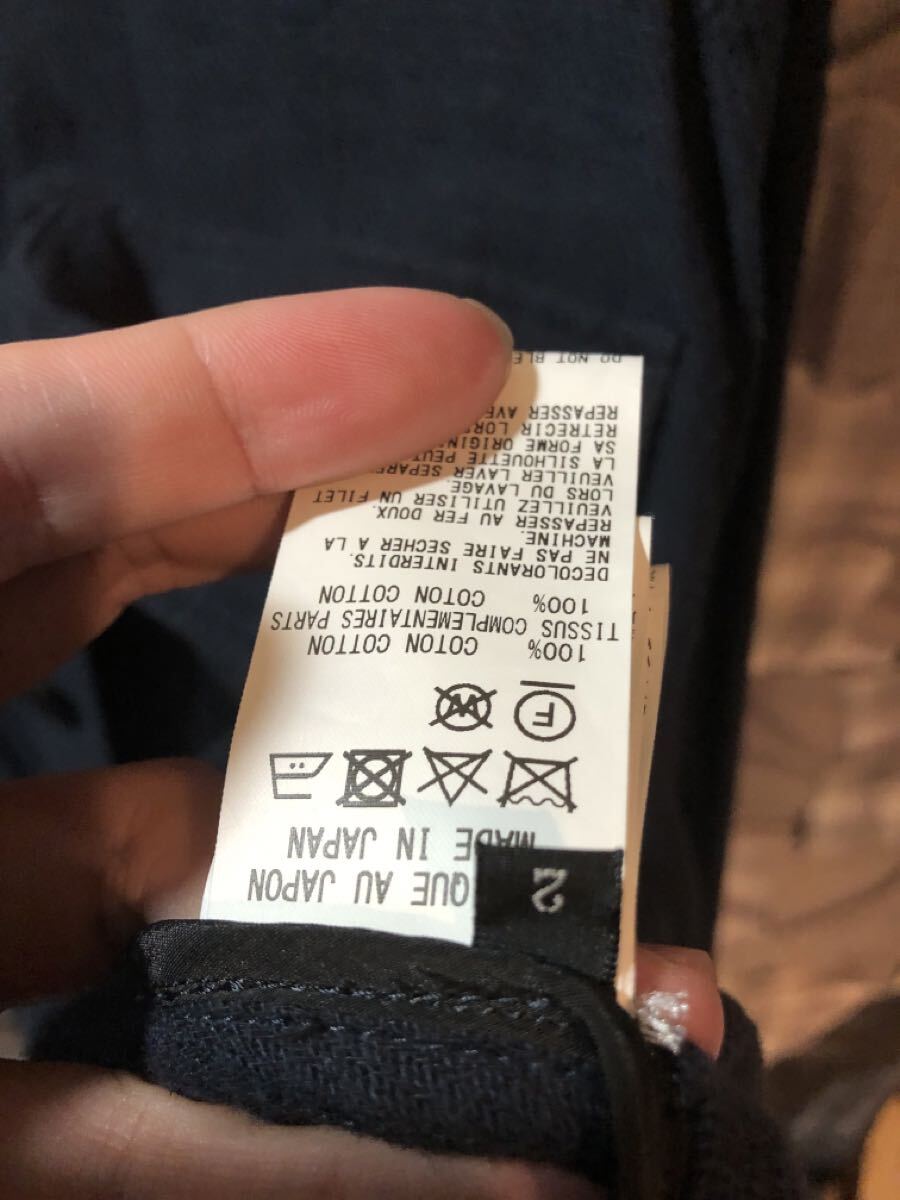 2
QUE AU JAPON
MADE IN JAPAN
F W
100% COTON COTTON
TISSUS COMPLEMENTAIRES PARTS
100% COTON COTTON
DECOLORANTS INTERDITS.
NE PAS FAIRE SECHER A LA
MACHINE.
REPASSER AU FER DOUX.
VEUILLEZ UTILISER UN FILET
LORS DU LAVAGE.
VEUILLER LAVER SEPARE
LA SILHOUETTE PEUT
SA FORME ORIGIN
RETRECIR LORS
REPASSER AVE
DO NOT BLE